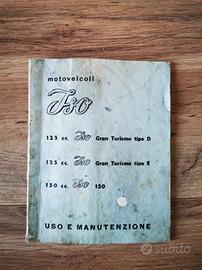 motoveicoli
Iso
125 cc. Iso Gran Turismo tipo D
125 cc. Iso Gran Turismo tipo E
150 cc. Iso 150
USO E MANUTENZIONE
subito